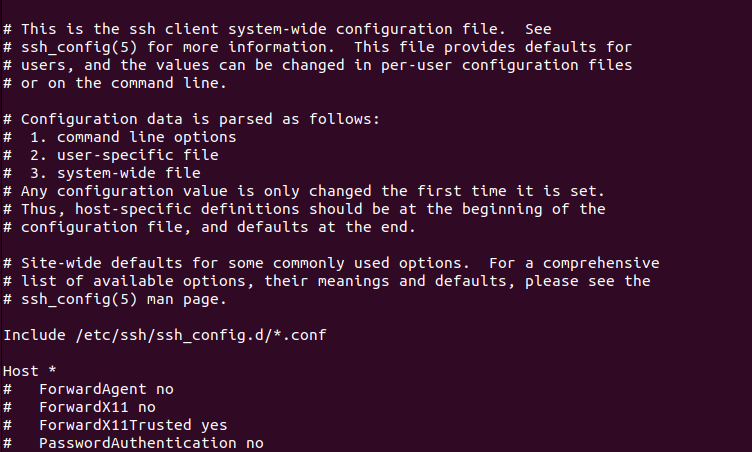 # This is the ssh client system-wide configuration file.  See
# ssh_config(5) for more information.  This file provides defaults for
# users, and the values can be changed in per-user configuration files
# or on the command line.

# Configuration data is parsed as follows:
#  1. command line options
#  2. user-specific file
#  3. system-wide file
# Any configuration value is only changed the first time it is set.
# Thus, host-specific definitions should be at the beginning of the
# configuration file, and defaults at the end.

# Site-wide defaults for some commonly used options.  For a comprehensive
# list of available options, their meanings and defaults, please see the
# ssh_config(5) man page.

Include /etc/ssh/ssh_config.d/*.conf

Host *
#   ForwardAgent no
#   ForwardX11 no
#   ForwardX11Trusted yes
#   PasswordAuthentication no